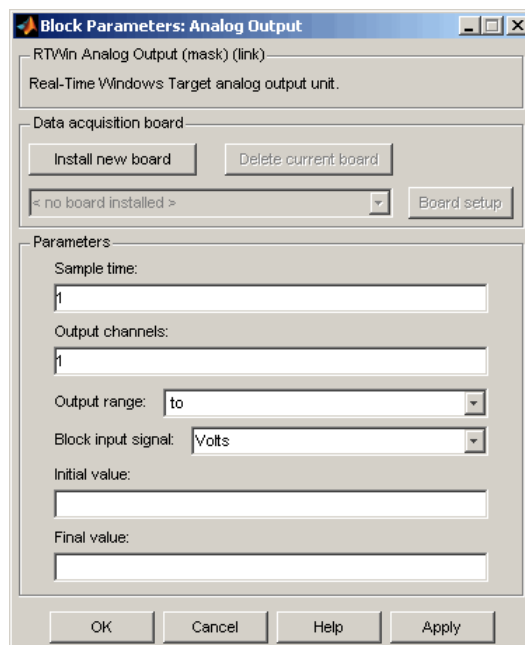 Block Parameters: Analog Output
RTWin Analog Output (mask) (link)
Real-Time Windows Target analog output unit.
Data acquisition board
Install new board
Delete current board
< no board installed >
Board setup
Parameters
Sample time:
1
Output channels:
1
Output range: to
Block input signal: Volts
Initial value:
Final value:
OK Cancel Help Apply